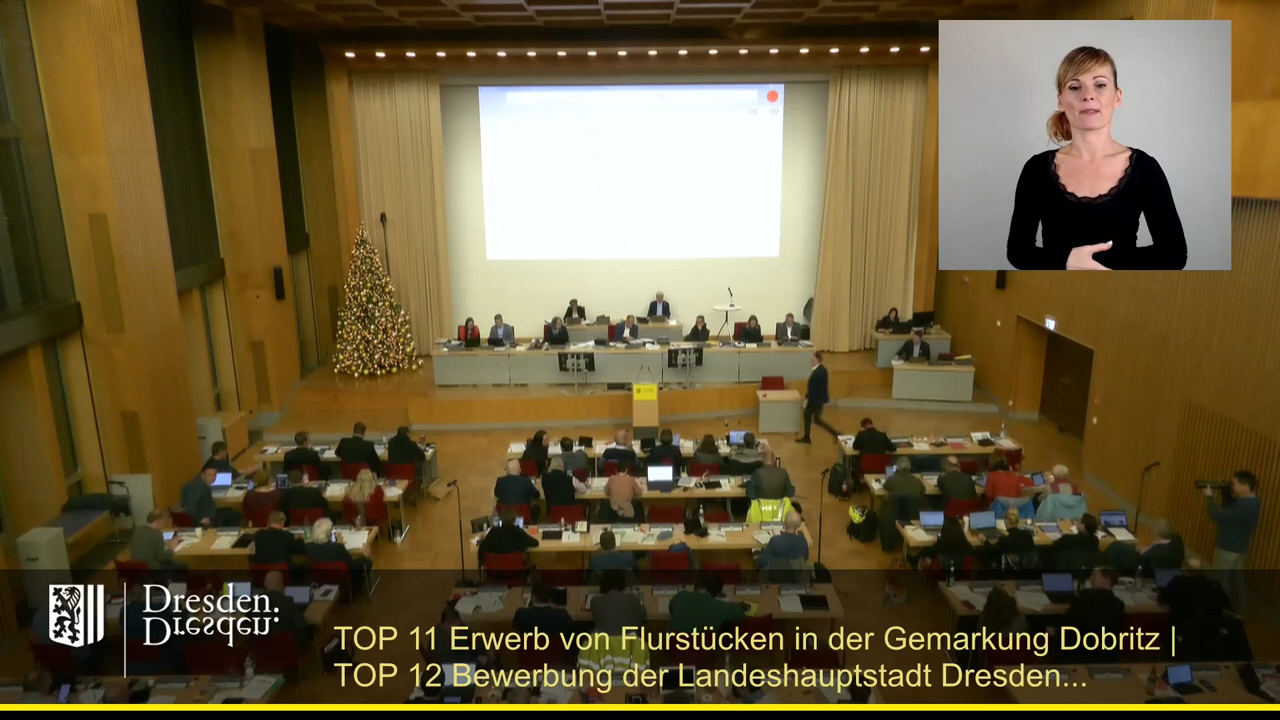 Dresden.
Dresden.
TOP 11 Erwerb von Flurstücken in der Gemarkung Dobritz |
TOP 12 Bewerbung der Landeshauptstadt Dresden...